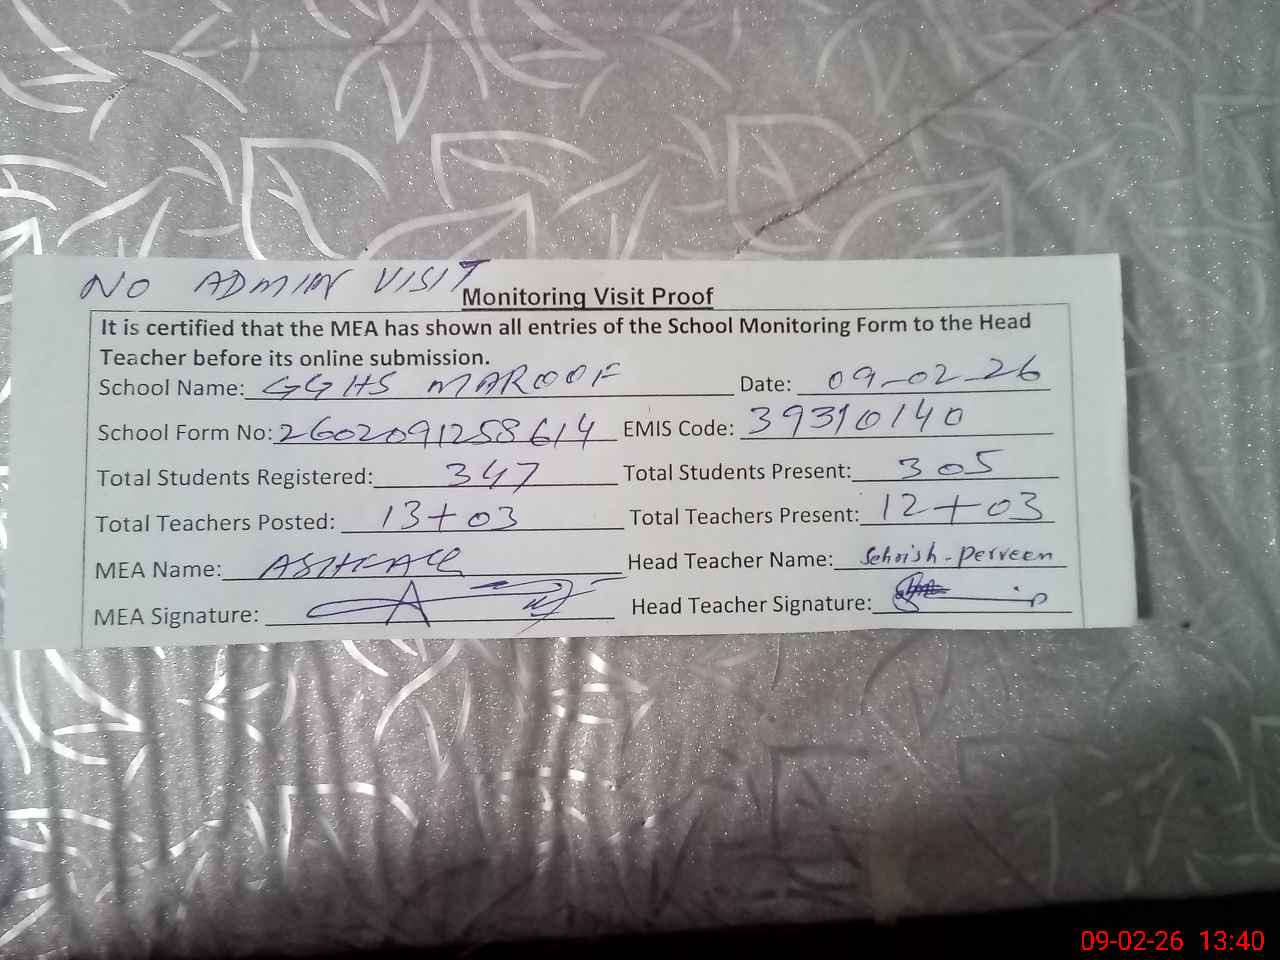 NO ADMIN VISIT
Monitoring Visit Proof
It is certified that the MEA has shown all entries of the School Monitoring Form to the Head
Teacher before its online submission.
School Name: GGHS MAROOF Date: 09-02-26
School Form No: 2602091258614 EMIS Code: 39310140
Total Students Registered: 347 Total Students Present: 305
Total Teachers Posted: 13+03 Total Teachers Present: 12+03
MEA Name: ASHFAQ Head Teacher Name: Sehrish-Perveen
MEA Signature: Head Teacher Signature:
09-02-26 13:40